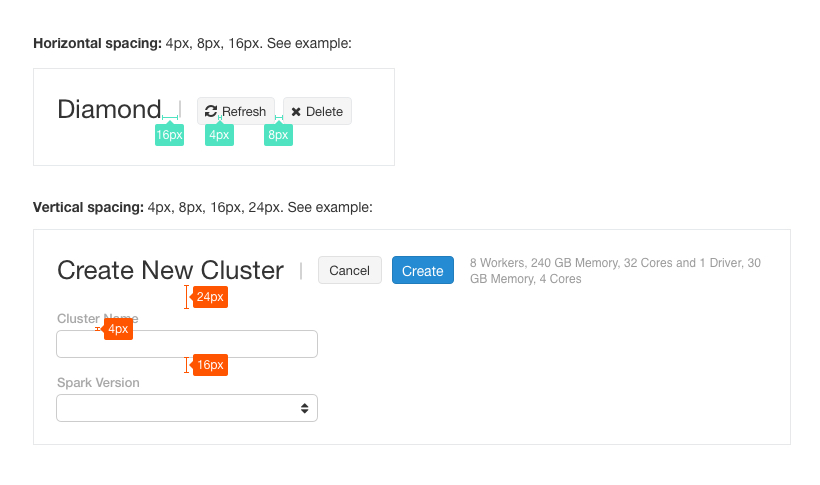 Horizontal spacing: 4px, 8px, 16px. See example:
Diamond | Refresh Delete
16px 4px 8px
Vertical spacing: 4px, 8px, 16px, 24px. See example:
Create New Cluster | Cancel Create
8 Workers, 240 GB Memory, 32 Cores and 1 Driver, 30
GB Memory, 4 Cores
24px
Cluster Name
4px
16px
Spark Version